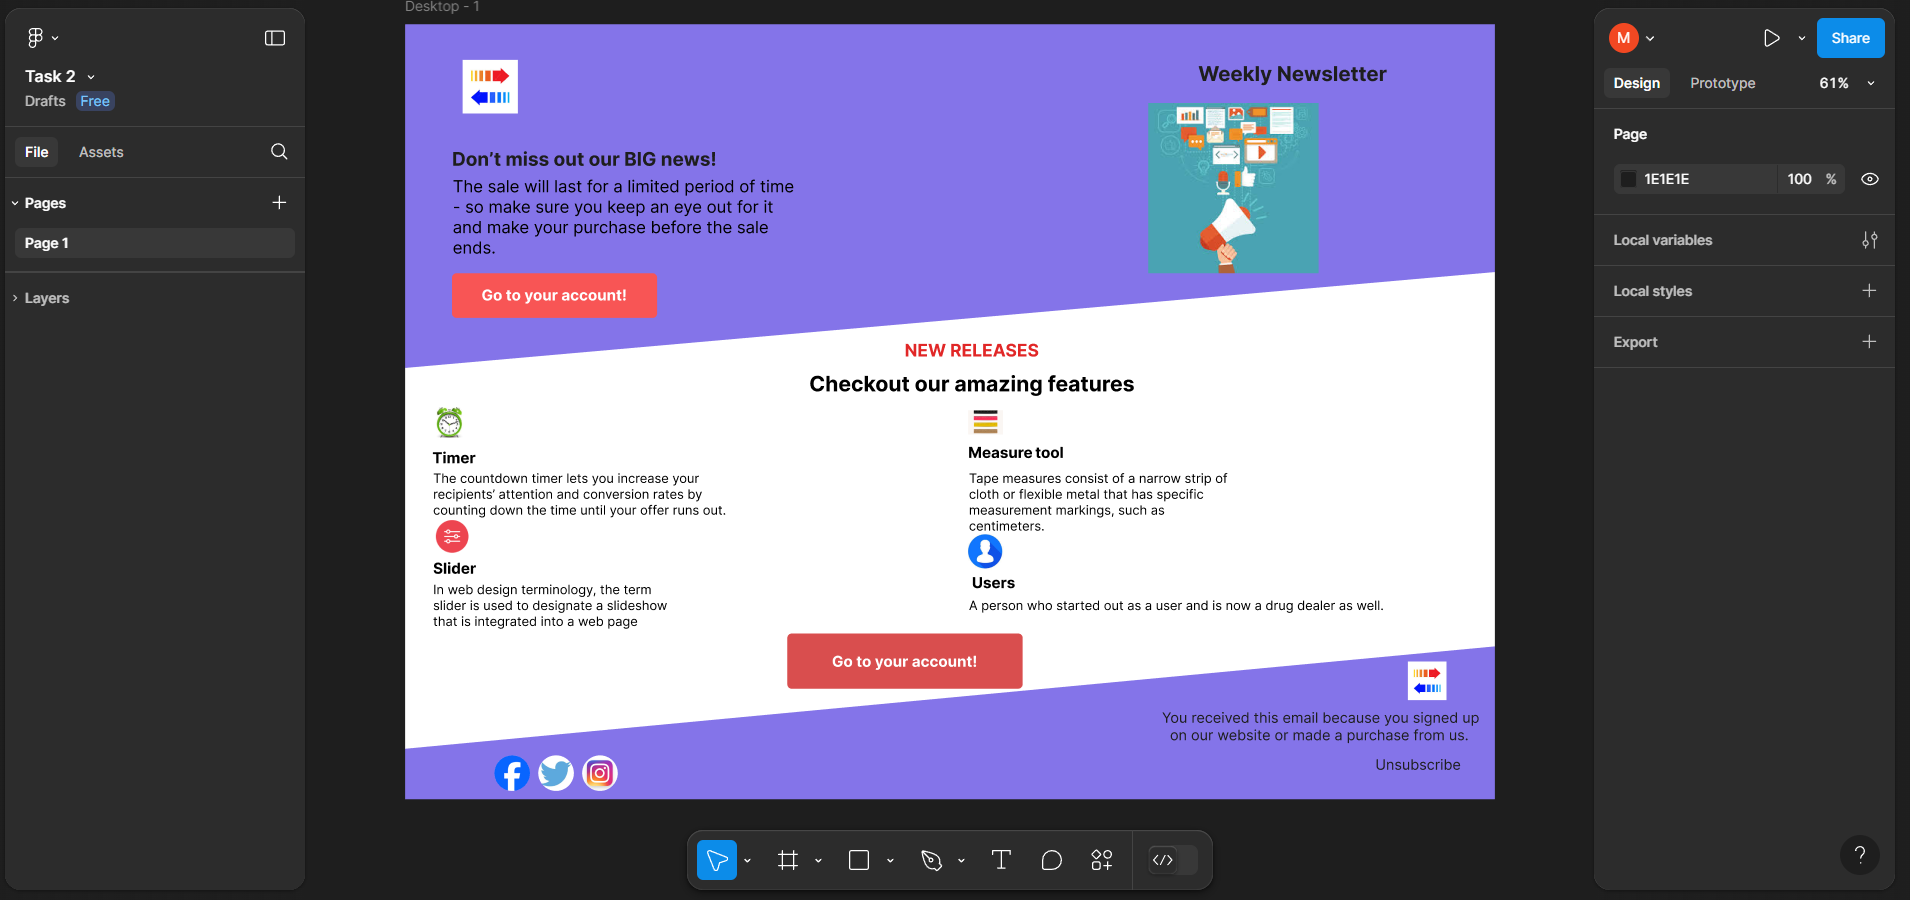 Desktop - 1
Task 2
Drafts Free
File Assets
Pages
Page 1
Layers
Weekly Newsletter
Don't miss out our BIG news!
The sale will last for a limited period of time
- so make sure you keep an eye out for it
and make your purchase before the sale
ends.
Go to your account!
NEW RELEASES
Checkout our amazing features
Timer
The countdown timer lets you increase your
recipients' attention and conversion rates by
counting down the time until your offer runs out.
Measure tool
Tape measures consist of a narrow strip of
cloth or flexible metal that has specific
measurement markings, such as
centimeters.
Slider
In web design terminology, the term
slider is used to designate a slideshow
that is integrated into a web page
Users
A person who started out as a user and is now a drug dealer as well.
Go to your account!
You received this email because you signed up
on our website or made a purchase from us.
Unsubscribe
M
Share
Design Prototype 61%
Page
1E1E1E 100 %
Local variables
Local styles
Export
?